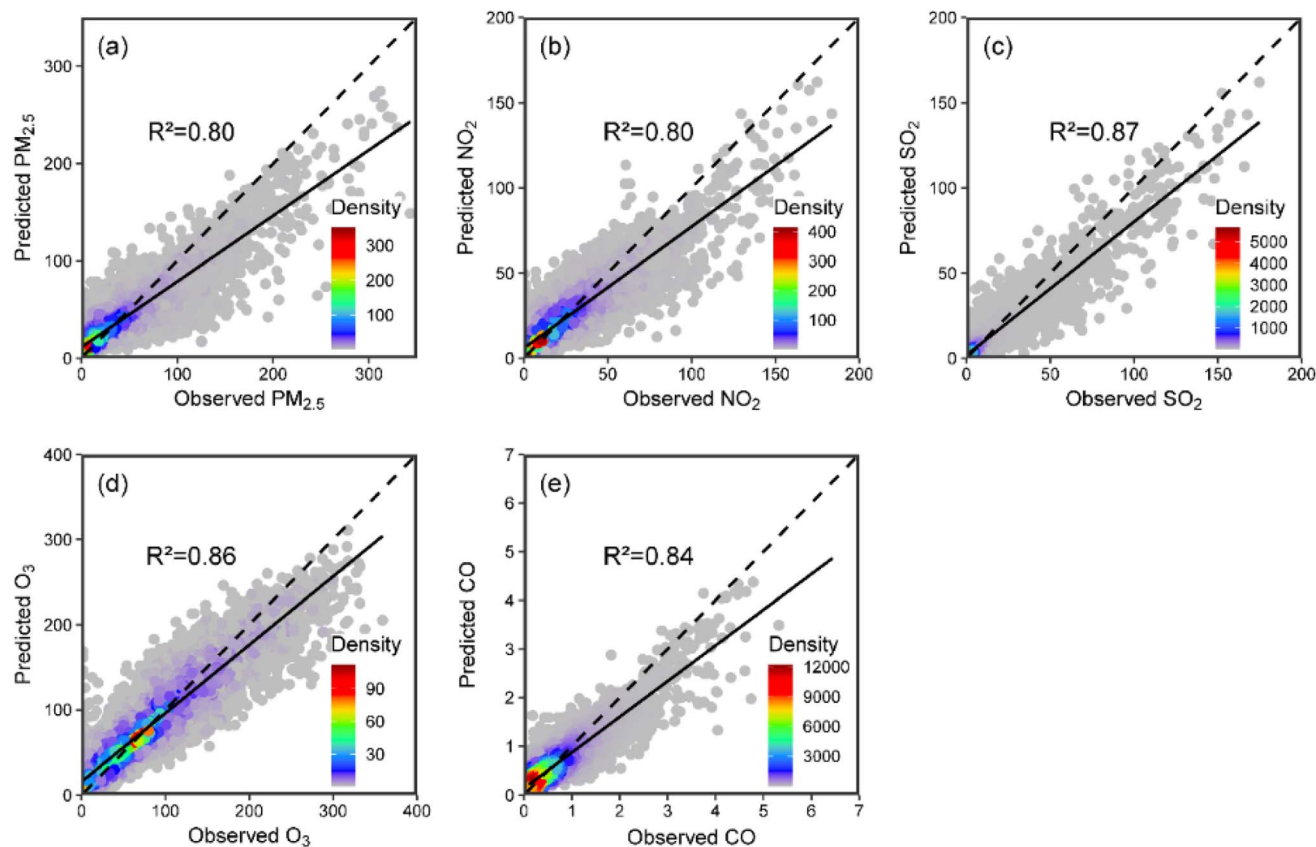 (a)
R²=0.80
Predicted PM2.5
Observed PM2.5
0
100
200
300
0
100
200
300
Density
300
200
100
(b)
R²=0.80
Predicted NO2
Observed NO2
0
50
100
150
200
0
50
100
150
200
Density
400
300
200
100
(c)
R²=0.87
Predicted SO2
Observed SO2
0
50
100
150
200
0
50
100
150
200
Density
5000
4000
3000
2000
1000
(d)
R²=0.86
Predicted O3
Observed O3
0
100
200
300
400
0
100
200
300
400
Density
90
60
30
(e)
R²=0.84
Predicted CO
Observed CO
0
1
2
3
4
5
6
7
0
1
2
3
4
5
6
7
Density
12000
9000
6000
3000